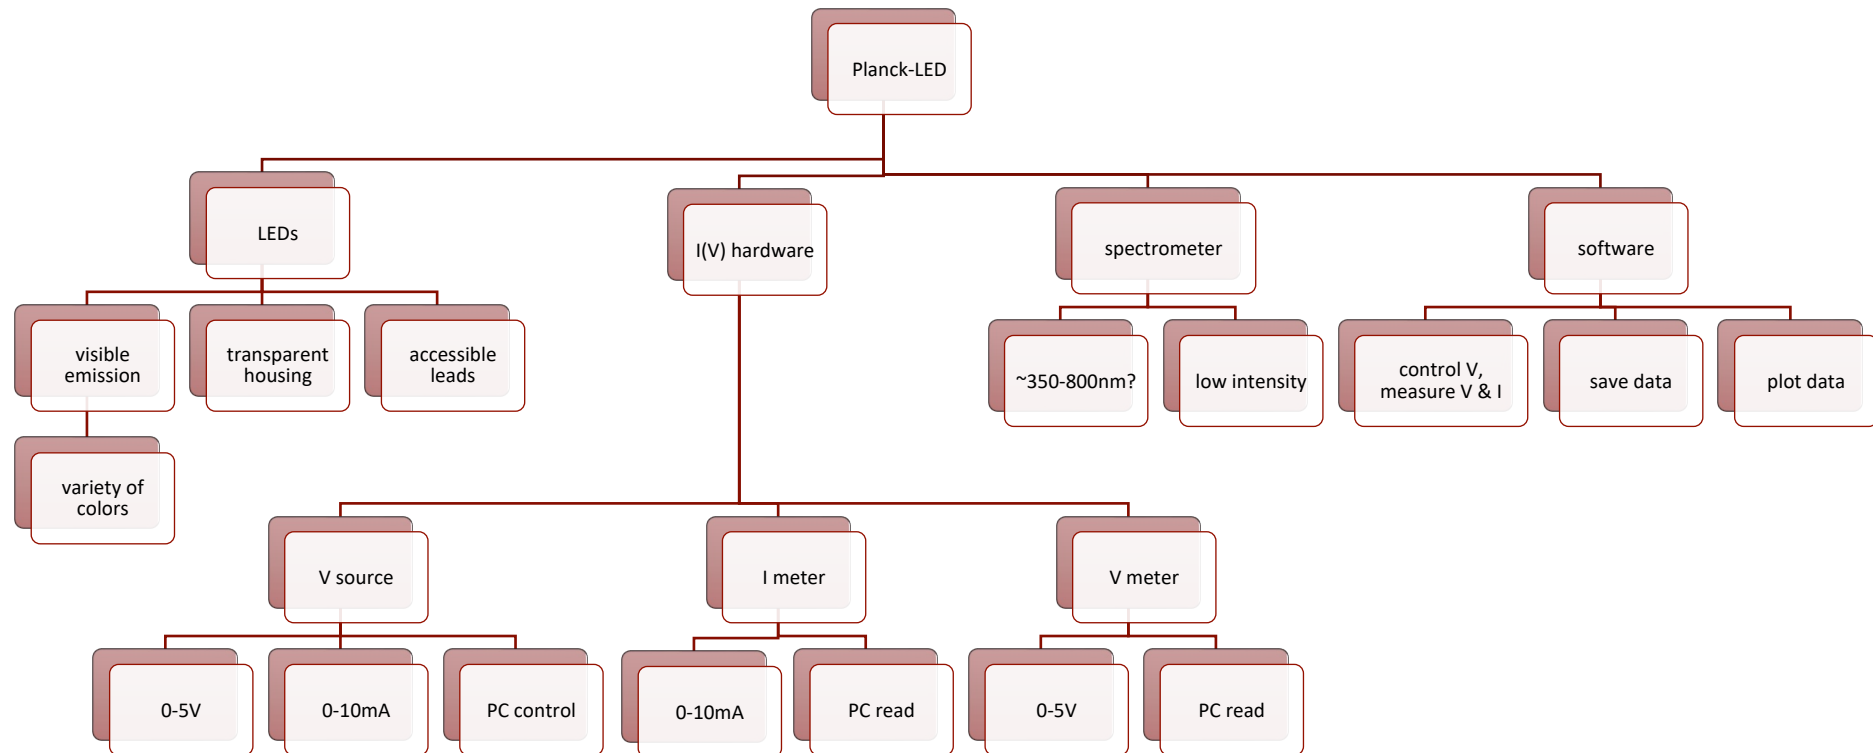 Planck-LED
LEDs
I(V) hardware
spectrometer
software
visible
emission
transparent
housing
accessible
leads
~350-800nm?
low intensity
control V,
measure V & I
save data
plot data
variety of
colors
V source
I meter
V meter
0-5V
0-10mA
PC control
0-10mA
PC read
0-5V
PC read